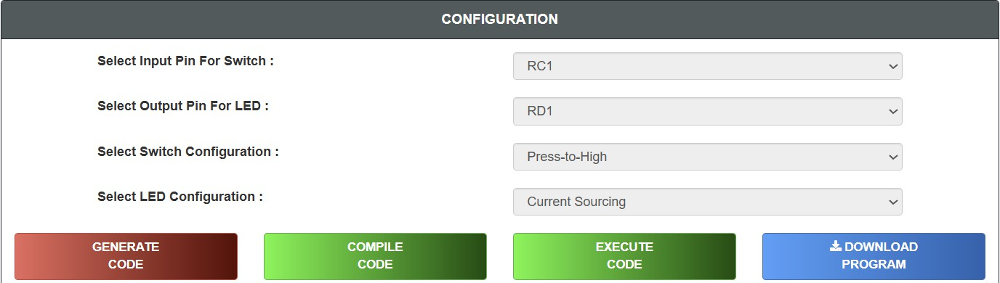 CONFIGURATION
Select Input Pin For Switch :
RC1
Select Output Pin For LED :
RD1
Select Switch Configuration :
Press-to-High
Select LED Configuration :
Current Sourcing
GENERATE
CODE
COMPILE
CODE
EXECUTE
CODE
DOWNLOAD
PROGRAM